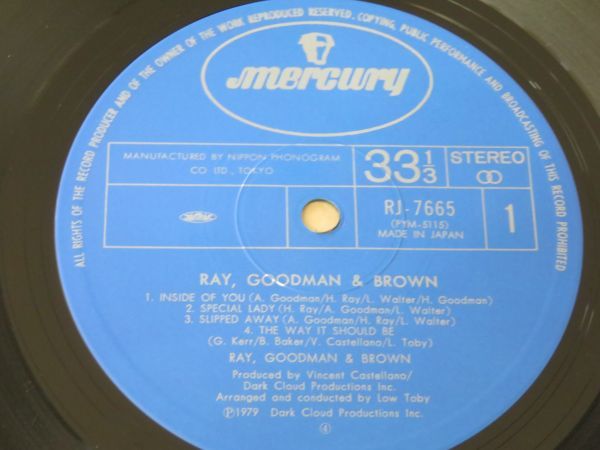 ALL RIGHTS OF THE RECORD PRODUCER AND OF THE OWNER OF THE WORK REPRODUCED RESERVED. COPYING, PUBLIC PERFORMANCE AND BROADCASTING OF THIS RECORD PROHIBITED
mercury
MANUFACTURED BY NIPPON PHONOGRAM
CO LTD., TOKYO
33 1/3
STEREO
RJ-7665
(PYM-5115)
MADE IN JAPAN
1
RAY, GOODMAN & BROWN
1. INSIDE OF YOU (A. Goodman/H. Ray/L. Walter/H. Goodman)
2. SPECIAL LADY (H. Ray/A. Goodman/L. Walter)
3. SLIPPED AWAY (A. Goodman/H. Ray/L. Walter)
4. THE WAY IT SHOULD BE
(G. Kerr/B. Baker/V. Castellano/L. Toby)
RAY, GOODMAN & BROWN
Produced by Vincent Castellano/
Dark Cloud Productions Inc.
Arranged and conducted by Low Toby
Ⓟ1979 Dark Cloud Productions Inc.
④